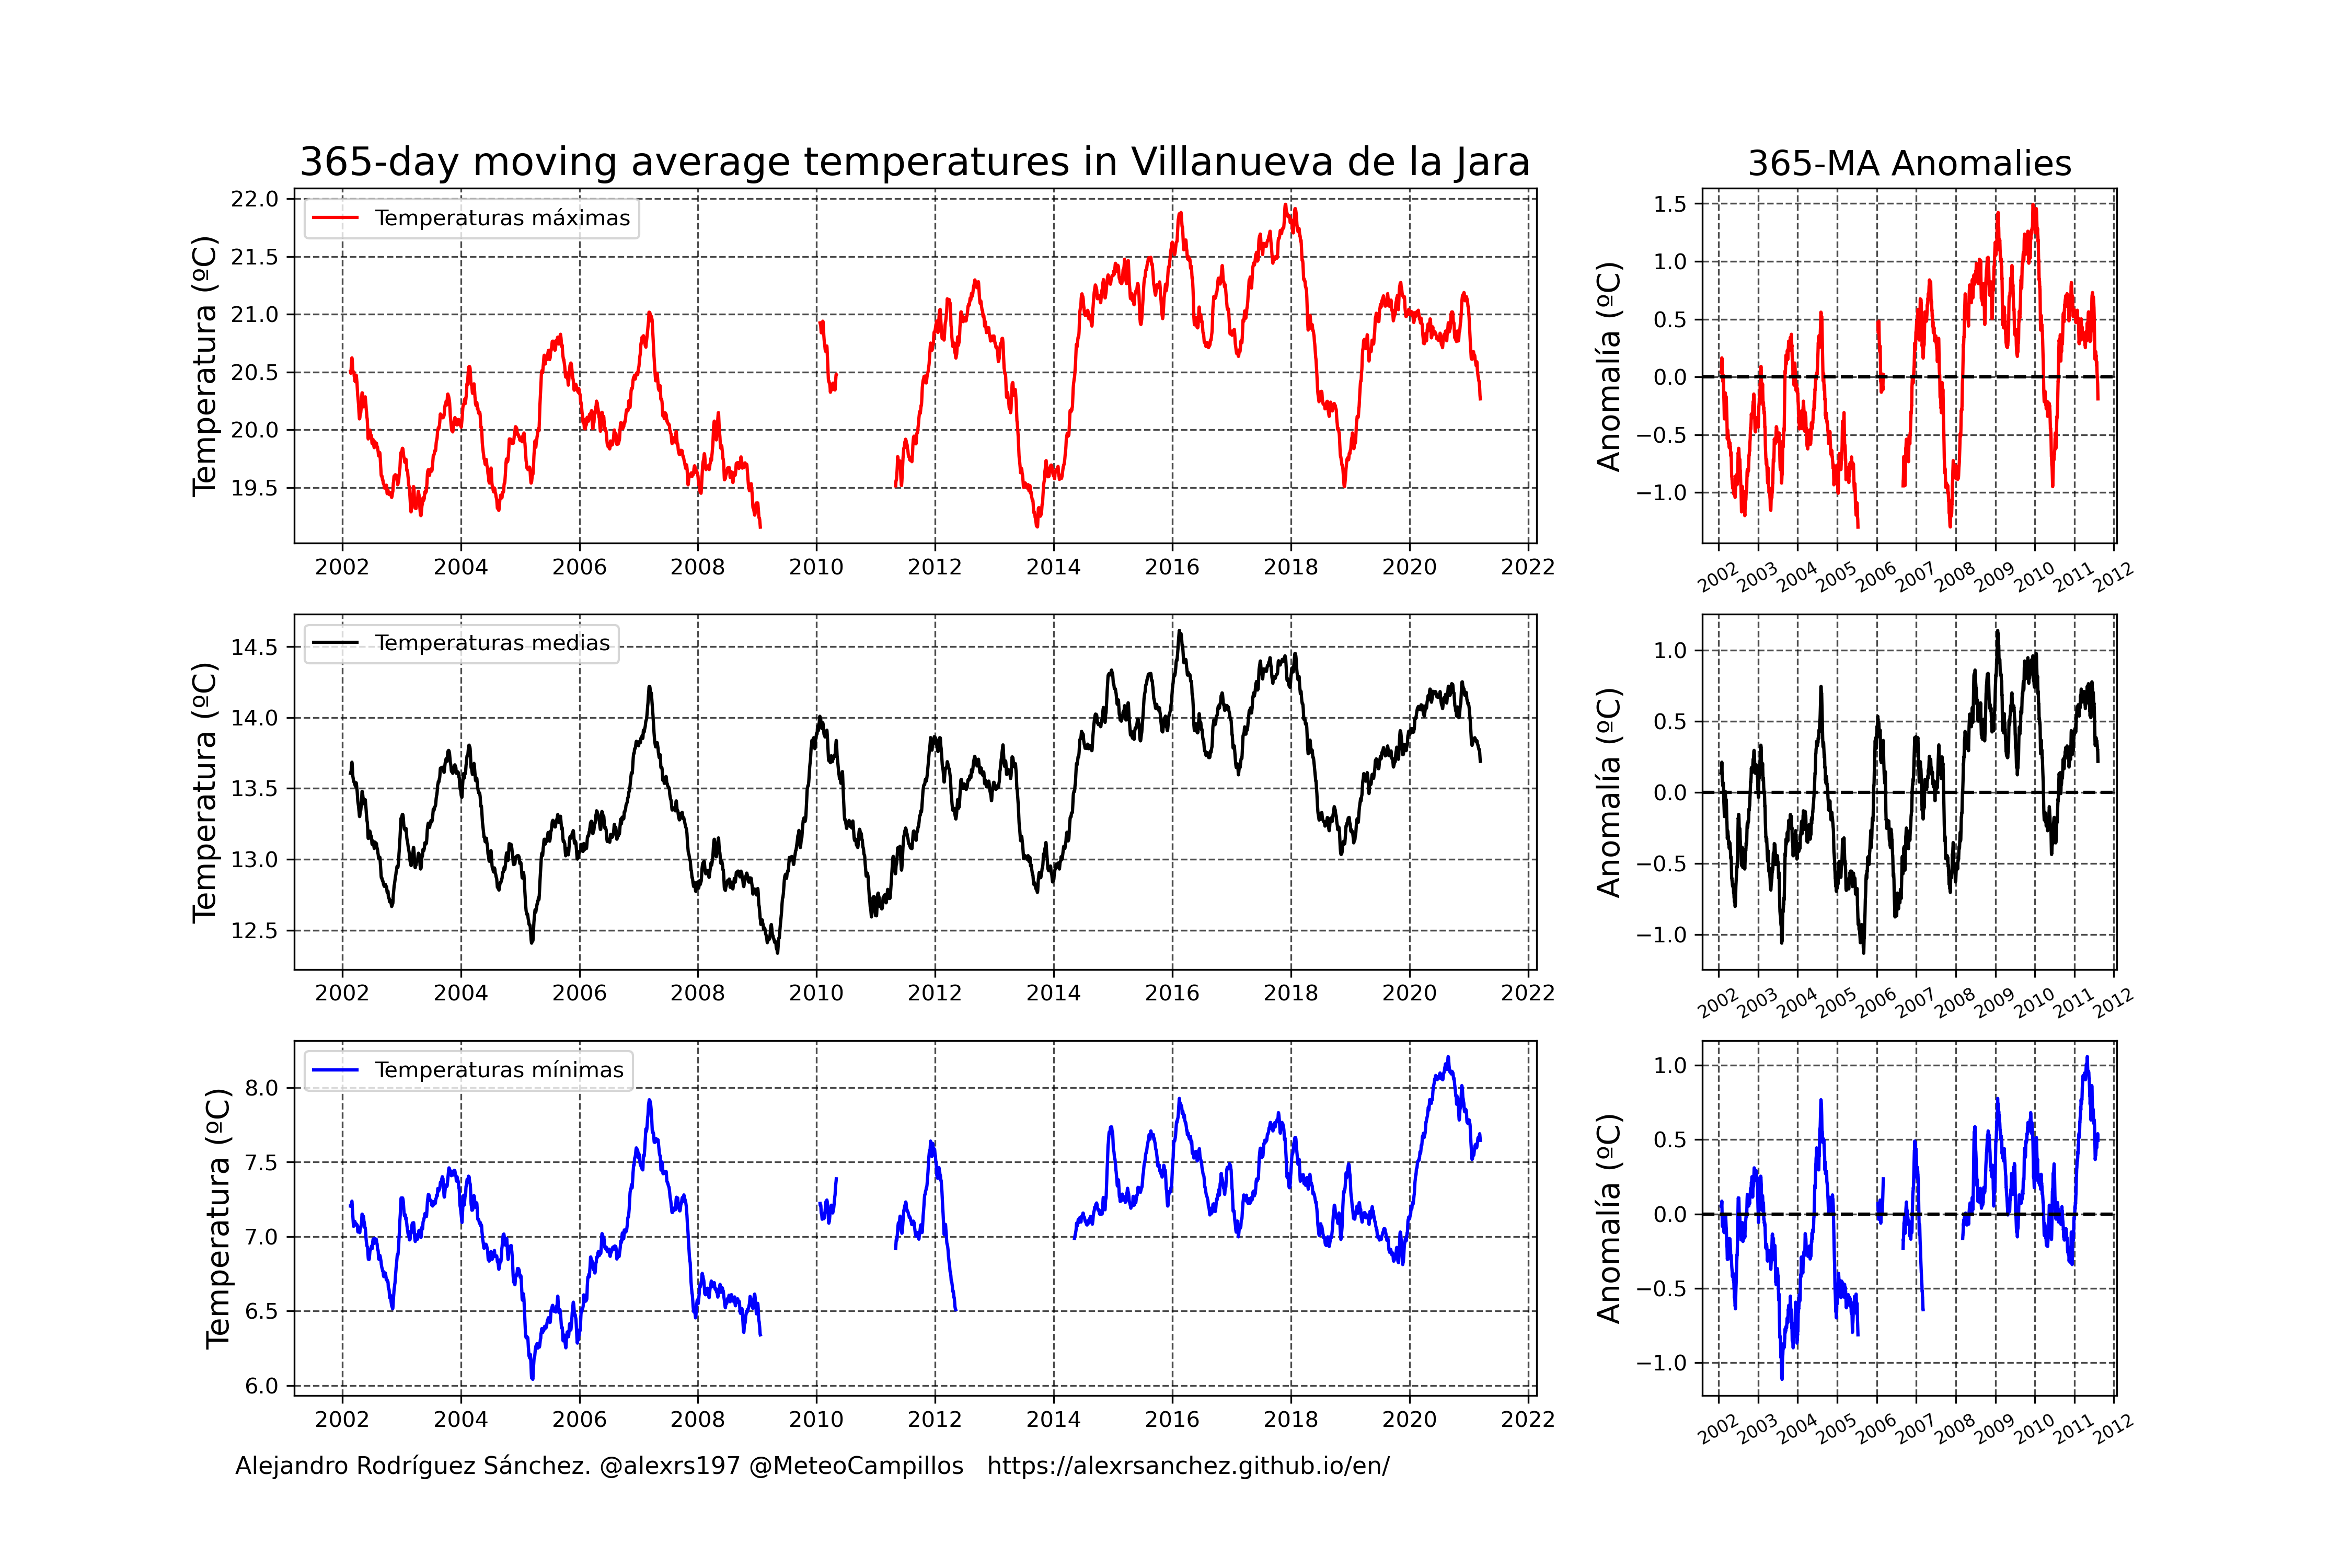 365-day moving average temperatures in Villanueva de la Jara
365-MA Anomalies
Temperatura (ºC)
22.0
21.5
21.0
20.5
20.0
19.5
Temperaturas máximas
2002 2004 2006 2008 2010 2012 2014 2016 2018 2020 2022
Anomalía (ºC)
1.5
1.0
0.5
0.0
−0.5
−1.0
2002 2003 2004 2005 2006 2007 2008 2009 2010 2011 2012
Temperatura (ºC)
14.5
14.0
13.5
13.0
12.5
Temperaturas medias
2002 2004 2006 2008 2010 2012 2014 2016 2018 2020 2022
Anomalía (ºC)
1.0
0.5
0.0
−0.5
−1.0
2002 2003 2004 2005 2006 2007 2008 2009 2010 2011 2012
Temperatura (ºC)
8.0
7.5
7.0
6.5
6.0
Temperaturas mínimas
2002 2004 2006 2008 2010 2012 2014 2016 2018 2020 2022
Anomalía (ºC)
1.0
0.5
0.0
−0.5
−1.0
2002 2003 2004 2005 2006 2007 2008 2009 2010 2011 2012
Alejandro Rodríguez Sánchez. @alexrs197 @MeteoCampillos https://alexrsanchez.github.io/en/